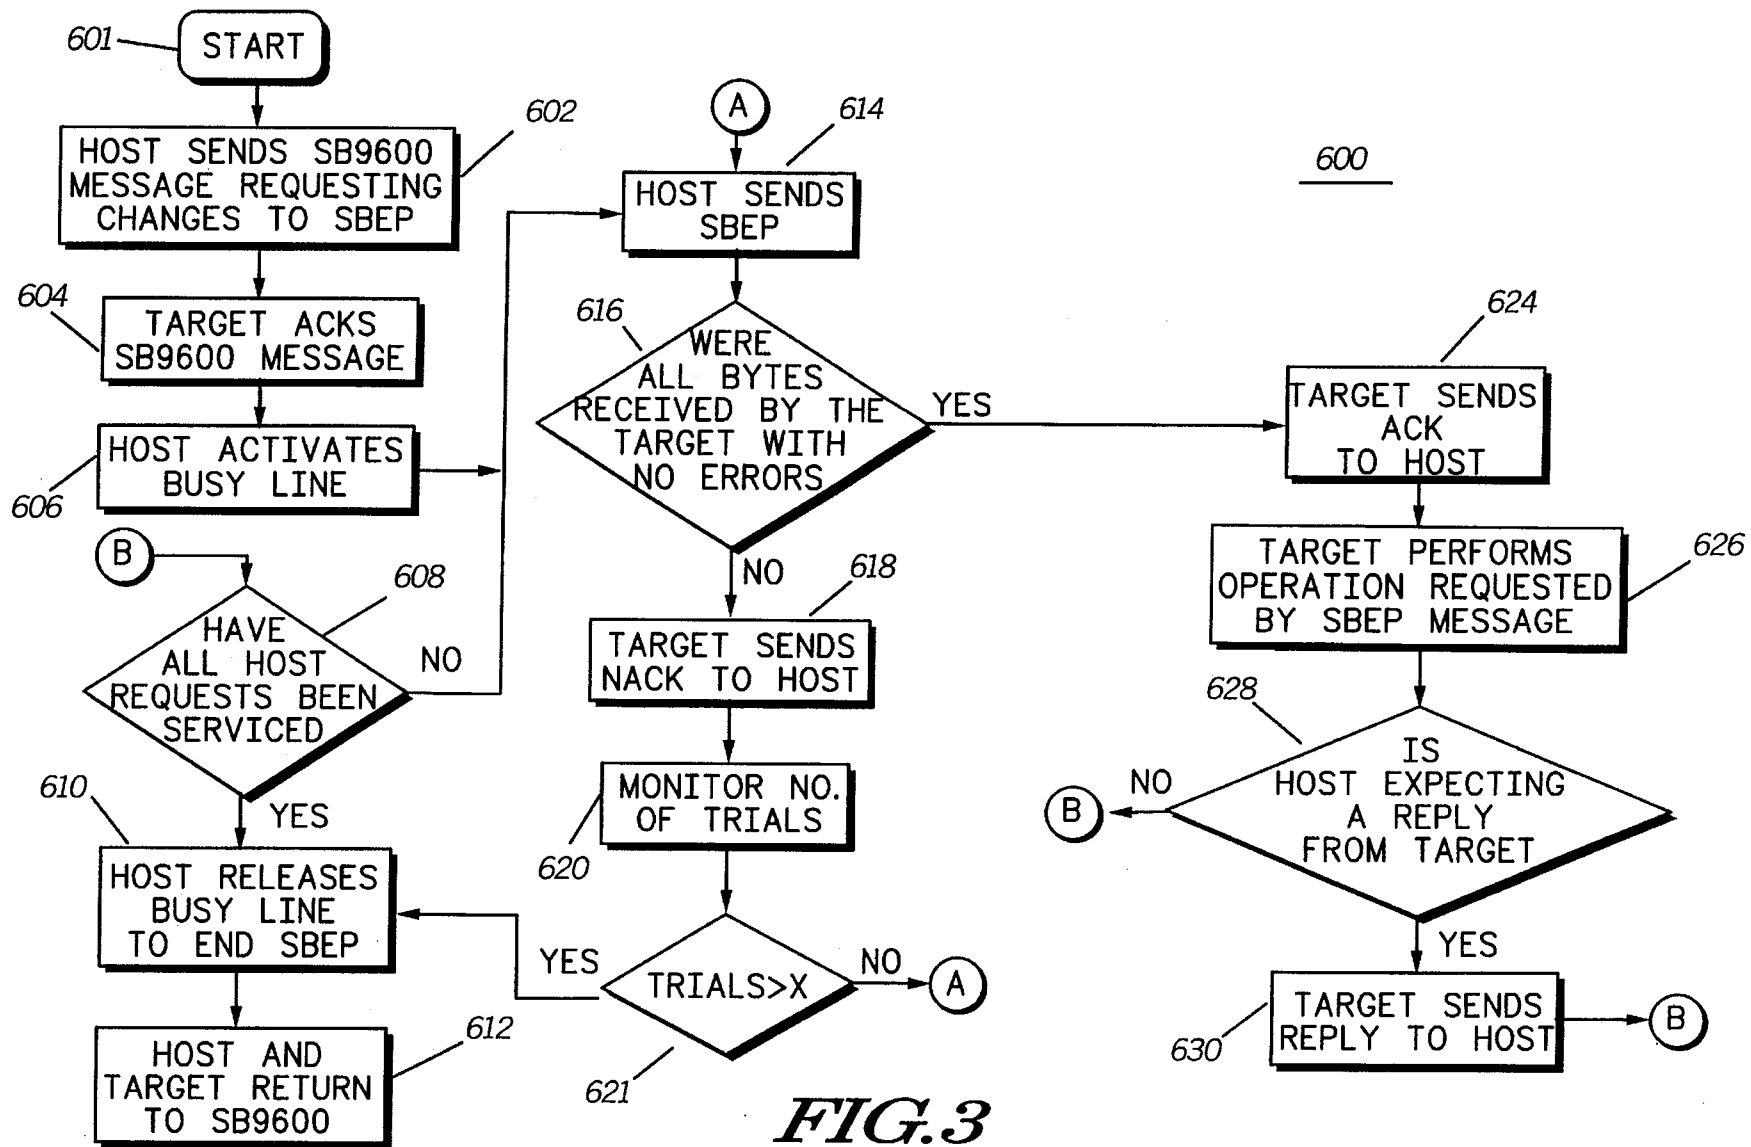 601
START
602
HOST SENDS SB9600
MESSAGE REQUESTING
CHANGES TO SBEP
604
TARGET ACKS
SB9600 MESSAGE
606
HOST ACTIVATES
BUSY LINE
B
608
HAVE
ALL HOST
REQUESTS BEEN
SERVICED
NO
YES
610
HOST RELEASES
BUSY LINE
TO END SBEP
612
HOST AND
TARGET RETURN
TO SB9600
A
614
HOST SENDS
SBEP
616
WERE
ALL BYTES
RECEIVED BY THE
TARGET WITH
NO ERRORS
YES
NO
618
TARGET SENDS
NACK TO HOST
620
MONITOR NO.
OF TRIALS
621
TRIALS>X
YES
NO
A
600
624
TARGET SENDS
ACK
TO HOST
626
TARGET PERFORMS
OPERATION REQUESTED
BY SBEP MESSAGE
628
IS
HOST EXPECTING
A REPLY
FROM TARGET
NO
B
YES
630
TARGET SENDS
REPLY TO HOST
B
FIG.3